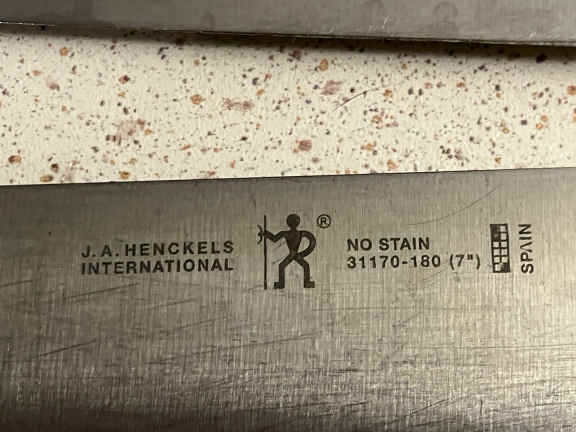 J.A. HENCKELS
INTERNATIONAL
®
NO STAIN
31170-180 (7")
SPAIN